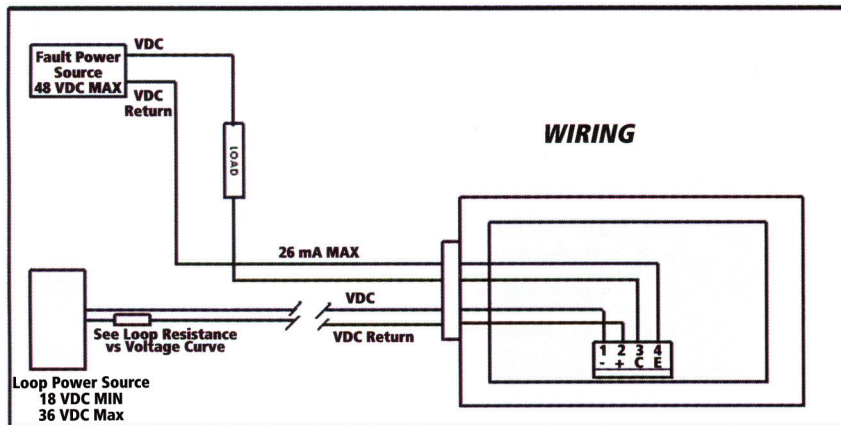 VDC
Fault Power
Source
48 VDC MAX
VDC
Return
LOAD
WIRING
26 mA MAX
VDC
See Loop Resistance
vs Voltage Curve
VDC Return
1 2 3 4
- + C E
Loop Power Source
18 VDC MIN
36 VDC Max